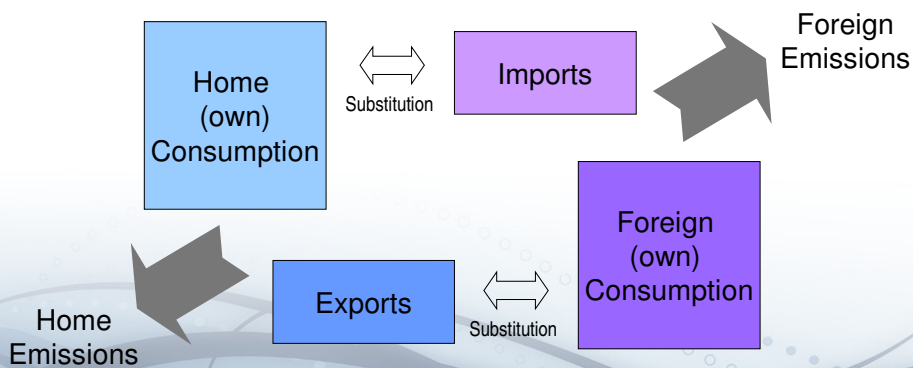 Home
(own)
Consumption
Substitution
Imports
Foreign
Emissions
Foreign
(own)
Consumption
Home
Emissions
Exports
Substitution